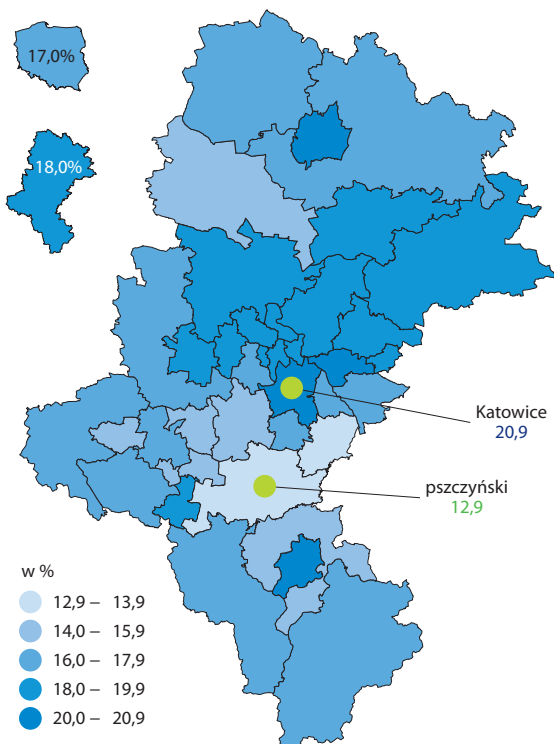 17,0%
18,0%
Katowice
20,9
pszczyński
12,9
w %
12,9 – 13,9
14,0 – 15,9
16,0 – 17,9
18,0 – 19,9
20,0 – 20,9